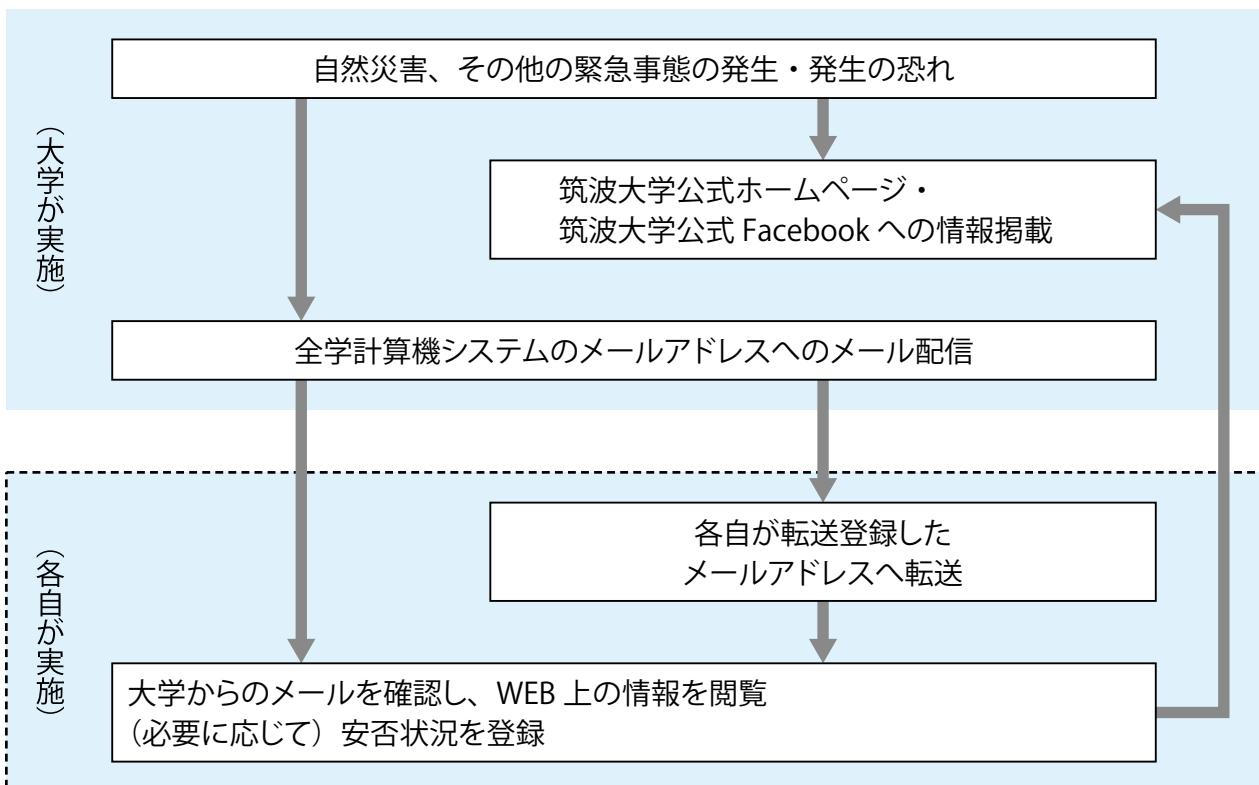 (大学が実施)
自然災害、その他の緊急事態の発生・発生の恐れ
筑波大学公式ホームページ・
筑波大学公式 Facebook への情報掲載
全学計算機システムのメールアドレスへのメール配信
(各自が実施)
各自が転送登録した
メールアドレスへ転送
大学からのメールを確認し、WEB 上の情報を閲覧
(必要に応じて)安否状況を登録